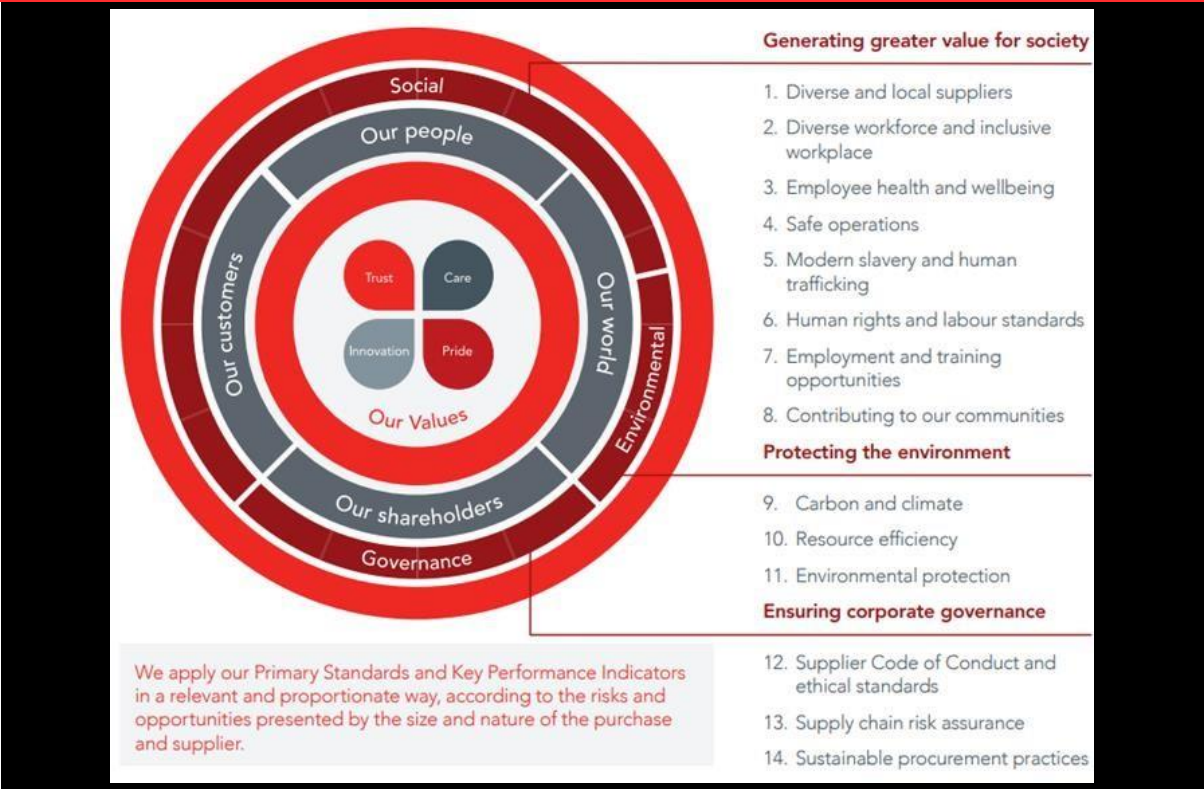 Social
Our people
Our customers
Our world
Trust
Care
Innovation
Pride
Our Values
Environmental
Our shareholders
Governance
We apply our Primary Standards and Key Performance Indicators
in a relevant and proportionate way, according to the risks and
opportunities presented by the size and nature of the purchase
and supplier.
Generating greater value for society
1. Diverse and local suppliers
2. Diverse workforce and inclusive
workplace
3. Employee health and wellbeing
4. Safe operations
5. Modern slavery and human
trafficking
6. Human rights and labour standards
7. Employment and training
opportunities
8. Contributing to our communities
Protecting the environment
9. Carbon and climate
10. Resource efficiency
11. Environmental protection
Ensuring corporate governance
12. Supplier Code of Conduct and
ethical standards
13. Supply chain risk assurance
14. Sustainable procurement practices